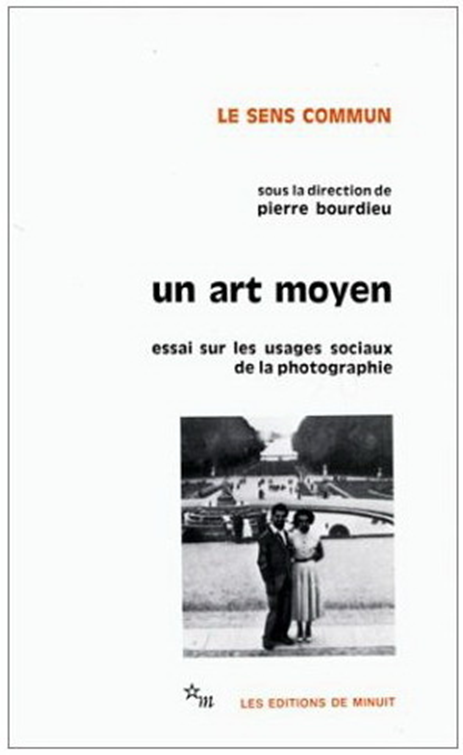 LE SENS COMMUN
sous la direction de
pierre bourdieu
un art moyen
essai sur les usages sociaux
de la photographie
m
LES EDITIONS DE MINUIT